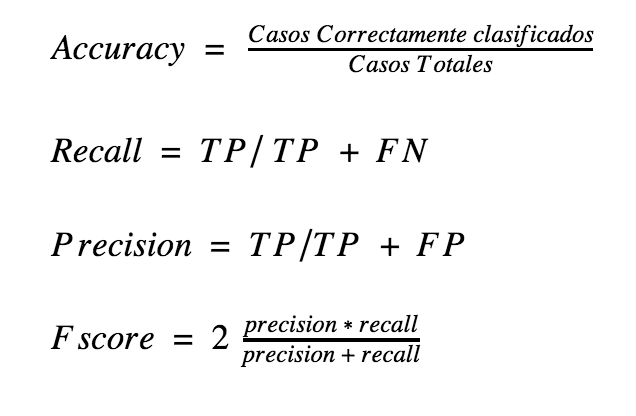 Accuracy = Casos Correctamente clasificados / Casos Totales
Recall = TP/TP + FN
Precision = TP/TP + FP
F score = 2 precision * recall / precision + recall